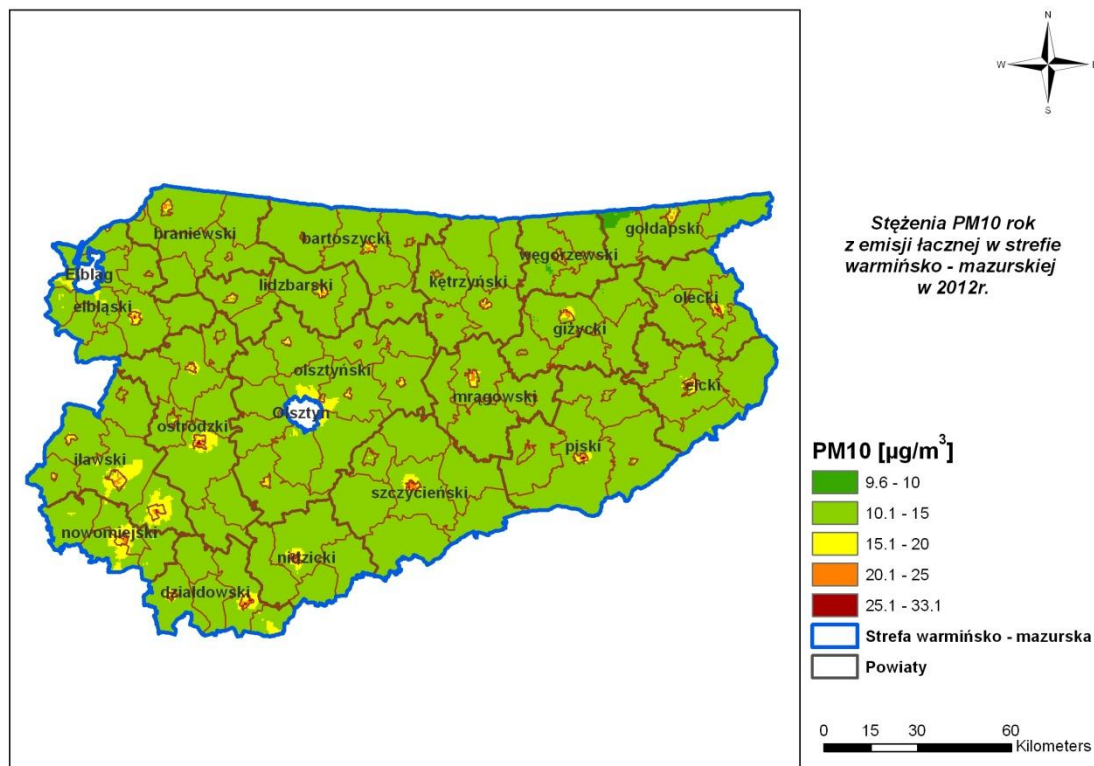 N
W
E
S
Stężenia PM10 rok
z emisji łacznej w strefie
warmińsko - mazurskiej
w 2012r.
braniewski
bartoszycki
gołdapski
węgorzewski
Elbląg
lidzbarski
kętrzyński
elbląski
olecki
giżycki
olsztyński
mrągowski
ełcki
Olsztyn
ostródzki
piski
iławski
szczycieński
nowomiejski
nidzicki
działdowski
PM10 [µg/m³]
9.6 - 10
10.1 - 15
15.1 - 20
20.1 - 25
25.1 - 33.1
Strefa warmińsko - mazurska
Powiaty
0 15 30 60
Kilometers